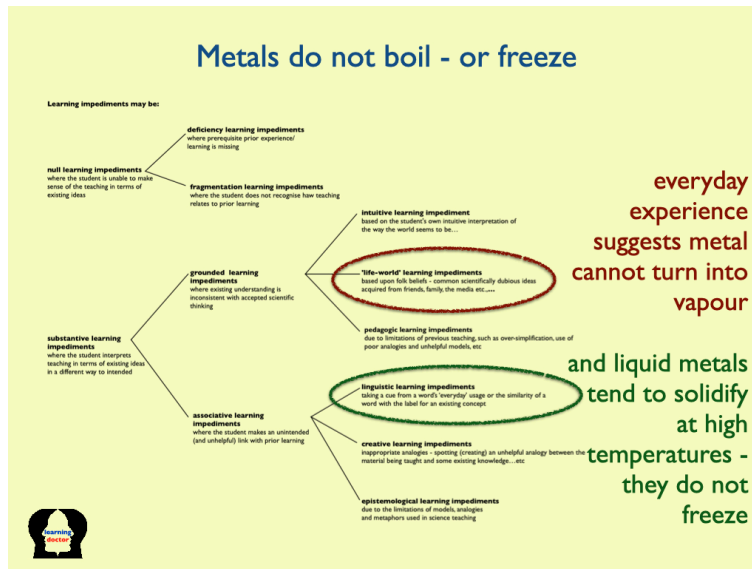 Metals do not boil - or freeze
Learning impediments may be:
deficiency learning impediments
where prerequisite prior experience/
learning is missing
null learning impediments
where the student is unable to make
sense of the teaching in terms of
existing ideas
fragmentation learning impediments
where the student does not recognise haw teaching
relates to prior learning
intuitive learning impediment
based on the student's own intuitive interpretation of
the way the world seems to be…
grounded learning
impediments
where existing understanding is
inconsistent with accepted scientific
thinking
'life-world' learning impediments
based upon folk beliefs - common scientifically dubious ideas
acquired from friends, family, the media etc.,...
pedagogic learning impediments
due to limitations of previous teaching, such as over-simplification, use of
poor analogies and unhelpful models, etc
substantive learning
impediments
where the student interprets
teaching in terms of existing ideas
in a different way to intended
linguistic learning impediments
taking a cue from a word's 'everyday' usage or the similarity of a
word with the label for an existing concept
associative learning
impediments
where the student makes an unintended
(and unhelpful) link with prior learning
creative learning impediments
inappropriate analogies - spotting (creating) an unhelpful analogy between the
material being taught and some existing knowledge…etc
epistemological learning impediments
due to the limitations of models, analogies
and metaphors used in science teaching
everyday
experience
suggests metal
cannot turn into
vapour
and liquid metals
tend to solidify
at high
temperatures -
they do not
freeze
learning
doctor